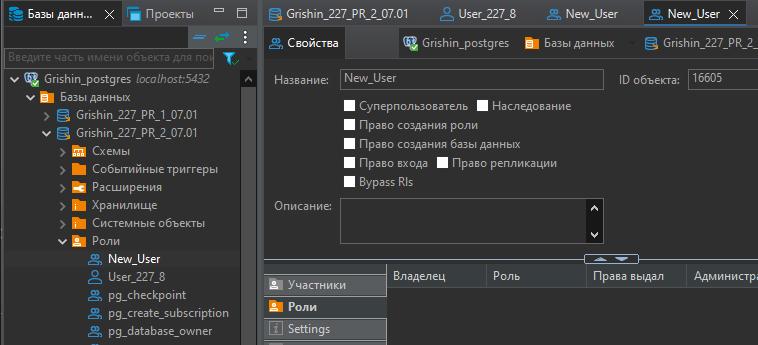 Базы данн... Проекты
Введите часть имени объекта для пои
Grishin_postgres localhost:5432
Базы данных
Grishin_227_PR_1_07.01
Grishin_227_PR_2_07.01
Схемы
Событийные триггеры
Расширения
Хранилище
Системные объекты
Роли
New_User
User_227_8
pg_checkpoint
pg_create_subscription
pg_database_owner
Grishin_227_PR_2_07.01 User_227_8 New_User New_User
Свойства Grishin_postgres Базы данных Grishin_227_PR_2_
Название: New_User ID объекта: 16605
Суперпользователь Наследование
Право создания роли
Право создания базы данных
Право входа Право репликации
Bypass Rls
Описание:
Участники
Роли
Settings
Владелец Роль Права выдал Администра